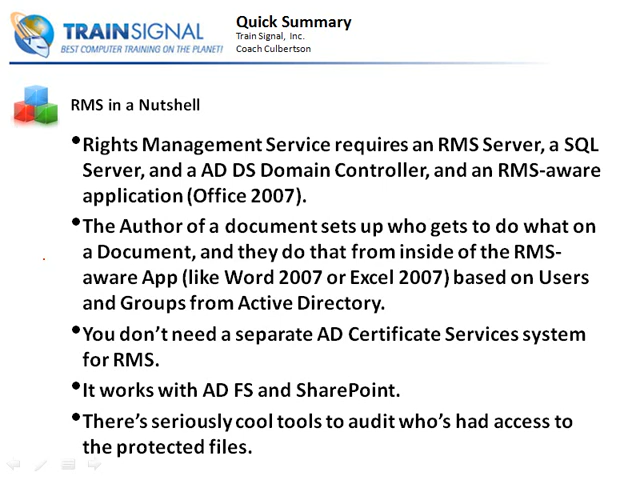 TRAINSIGNAL
BEST COMPUTER TRAINING ON THE PLANET!
Quick Summary
Train Signal, Inc.
Coach Culbertson
RMS in a Nutshell
•Rights Management Service requires an RMS Server, a SQL
Server, and a AD DS Domain Controller, and an RMS-aware
application (Office 2007).
•The Author of a document sets up who gets to do what on
a Document, and they do that from inside of the RMS-
aware App (like Word 2007 or Excel 2007) based on Users
and Groups from Active Directory.
•You don't need a separate AD Certificate Services system
for RMS.
•It works with AD FS and SharePoint.
•There's seriously cool tools to audit who's had access to
the protected files.